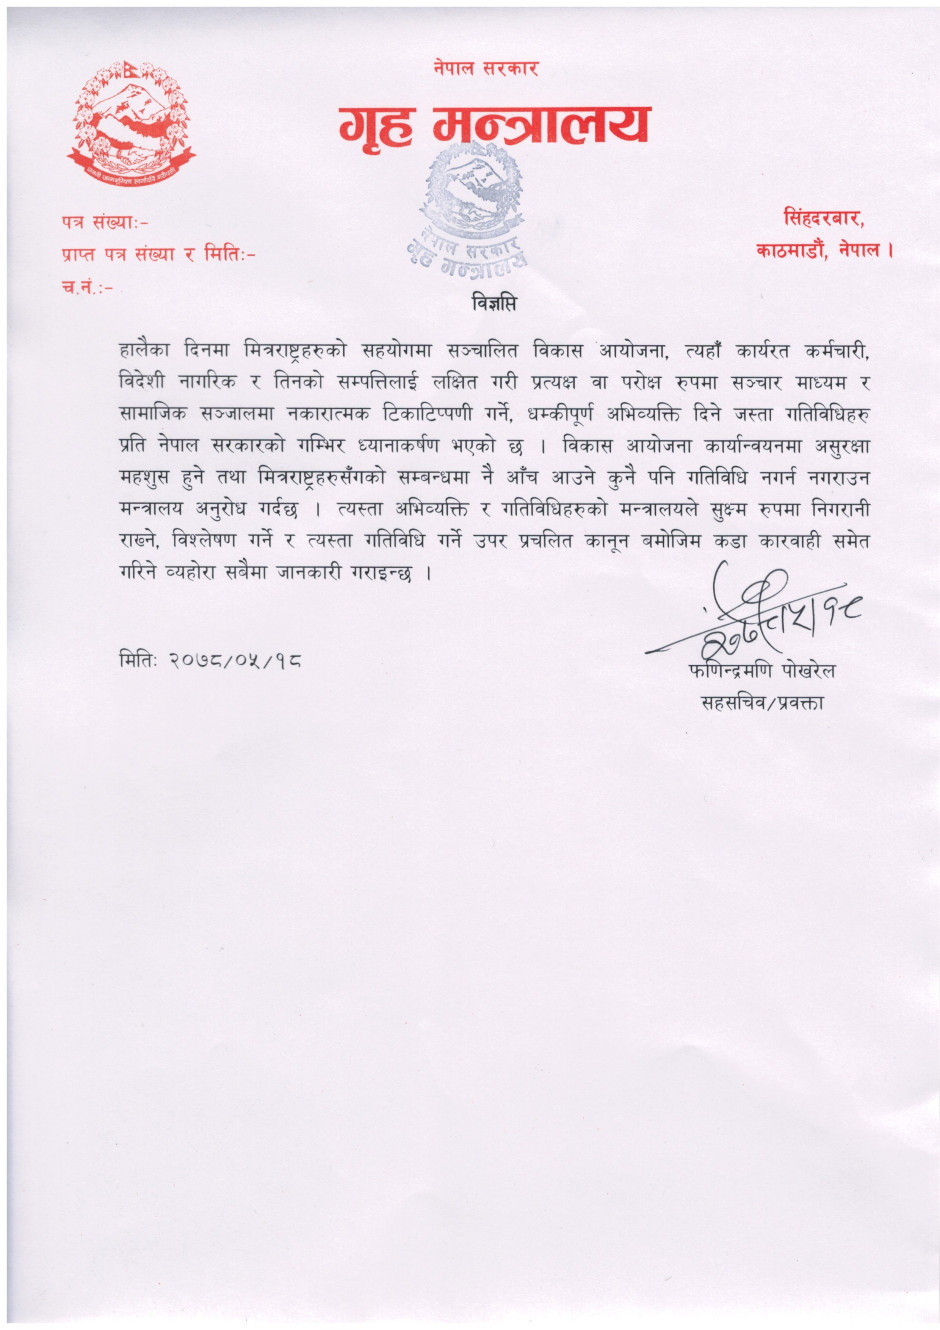 नेपाल सरकार
गृह मन्त्रालय
नेपाल सरकार
गृह मन्त्रालय
पत्र संख्याः-
प्राप्त पत्र संख्या र मितिः-
च.नं.:-
सिंहदरबार,
काठमाडौं, नेपाल।
विज्ञप्ति
हालैका दिनमा मित्रराष्ट्रहरुको सहयोगमा सञ्चालित विकास आयोजना, त्यहाँ कार्यरत कर्मचारी,
विदेशी नागरिक र तिनको सम्पत्तिलाई लक्षित गरी प्रत्यक्ष वा परोक्ष रुपमा सञ्चार माध्यम र
सामाजिक सञ्जालमा नकारात्मक टिकाटिप्पणी गर्ने, धम्कीपूर्ण अभिव्यक्ति दिने जस्ता गतिविधिहरु
प्रति नेपाल सरकारको गम्भिर ध्यानाकर्षण भएको छ । विकास आयोजना कार्यान्वयनमा असुरक्षा
महशुस हुने तथा मित्रराष्ट्रहरुसँगको सम्बन्धमा नै आँच आउने कुनै पनि गतिविधि नगर्न नगराउन
मन्त्रालय अनुरोध गर्दछ । त्यस्ता अभिव्यक्ति र गतिविधिहरुको मन्त्रालयले सुक्ष्म रुपमा निगरानी
राख्ने, विश्लेषण गर्ने र त्यस्ता गतिविधि गर्ने उपर प्रचलित कानून बमोजिम कडा कारवाही समेत
गरिने व्यहोरा सबैमा जानकारी गराइन्छ ।
मितिः २०७८/०५/१८
फणिन्द्रमणि पोखरेल
सहसचिव/प्रवक्ता